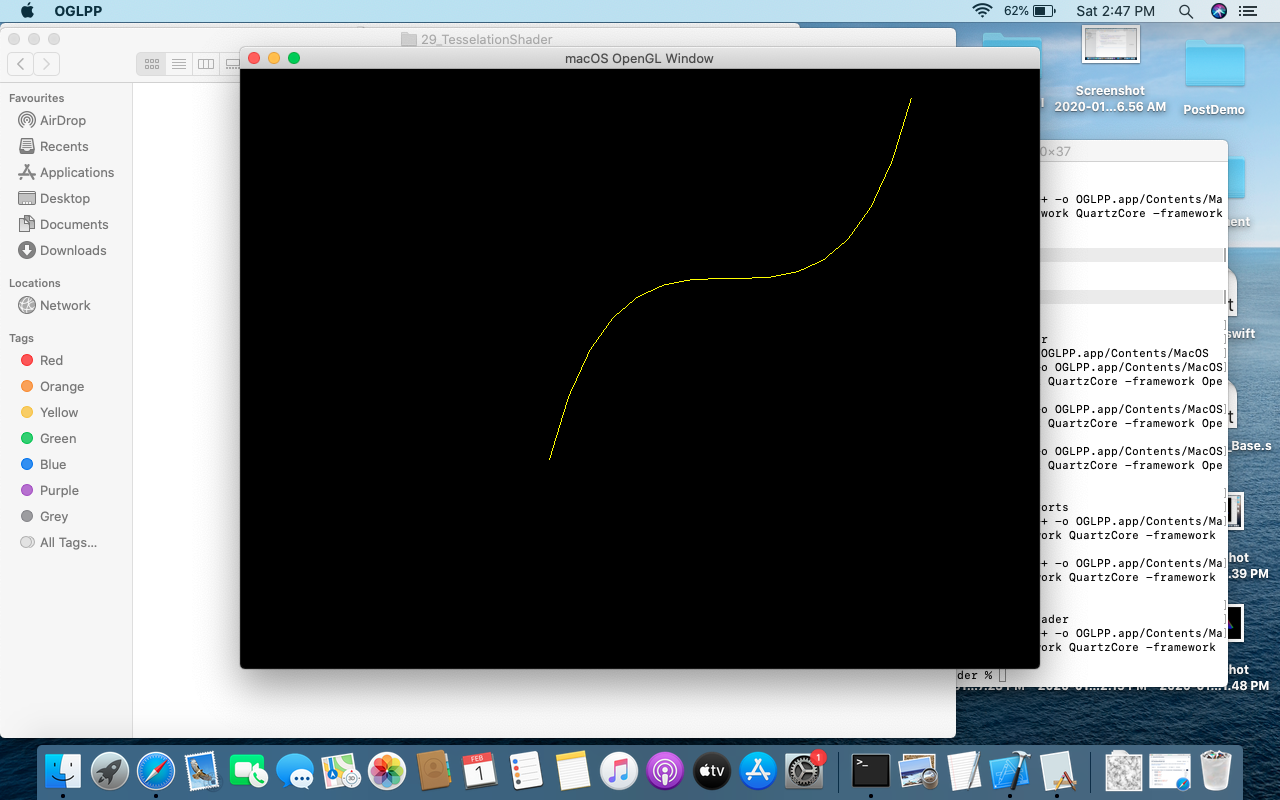 OGLPP
62%
Sat 2:47 PM
29_TesselationShader
macOS OpenGL Window
Favourites
AirDrop
Recents
Applications
Desktop
Documents
Downloads
Locations
Network
Tags
Red
Orange
Yellow
Green
Blue
Purple
Grey
All Tags...
Screenshot
2020-01...6.56 AM
PostDemo
0×37
+ -o OGLPP.app/Contents/Ma
work QuartzCore -framework
r
OGLPP.app/Contents/MacOS
o OGLPP.app/Contents/MacOS
QuartzCore -framework Ope
o OGLPP.app/Contents/MacOS
QuartzCore -framework Ope
o OGLPP.app/Contents/MacOS
QuartzCore -framework Ope
orts
+ -o OGLPP.app/Contents/Ma
work QuartzCore -framework
+ -o OGLPP.app/Contents/Ma
work QuartzCore -framework
ader
+ -o OGLPP.app/Contents/Ma
work QuartzCore -framework
der %
ent
t
swift
t
_Base.s
hot
.39 PM
hot
1.48 PM
FEB
1
tv
1
>_